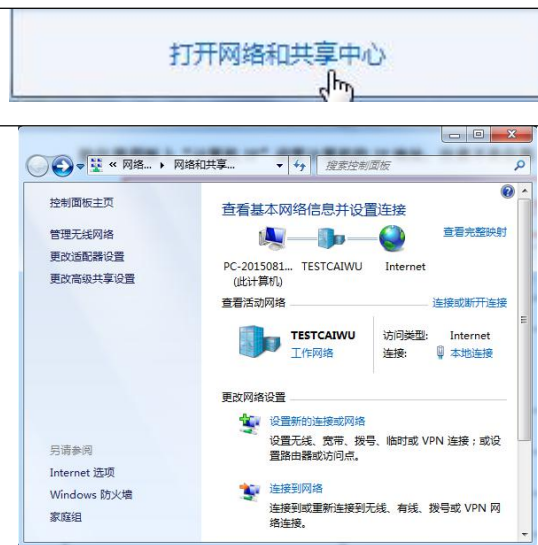 打开网络和共享中心
« 网络... ▸ 网络和共享...
搜索控制面板
控制面板主页
管理无线网络
更改适配器设置
更改高级共享设置
另请参阅
Internet 选项
Windows 防火墙
家庭组
查看基本网络信息并设置连接
查看完整映射
PC-2015081... TESTCAIWU Internet
(此计算机)
查看活动网络 连接或断开连接
TESTCAIWU 访问类型: Internet
工作网络 连接: 本地连接
更改网络设置
设置新的连接或网络
设置无线、宽带、拨号、临时或 VPN 连接；或设
置路由器或访问点。
连接到网络
连接到或重新连接到无线、有线、拨号或 VPN 网
络连接。